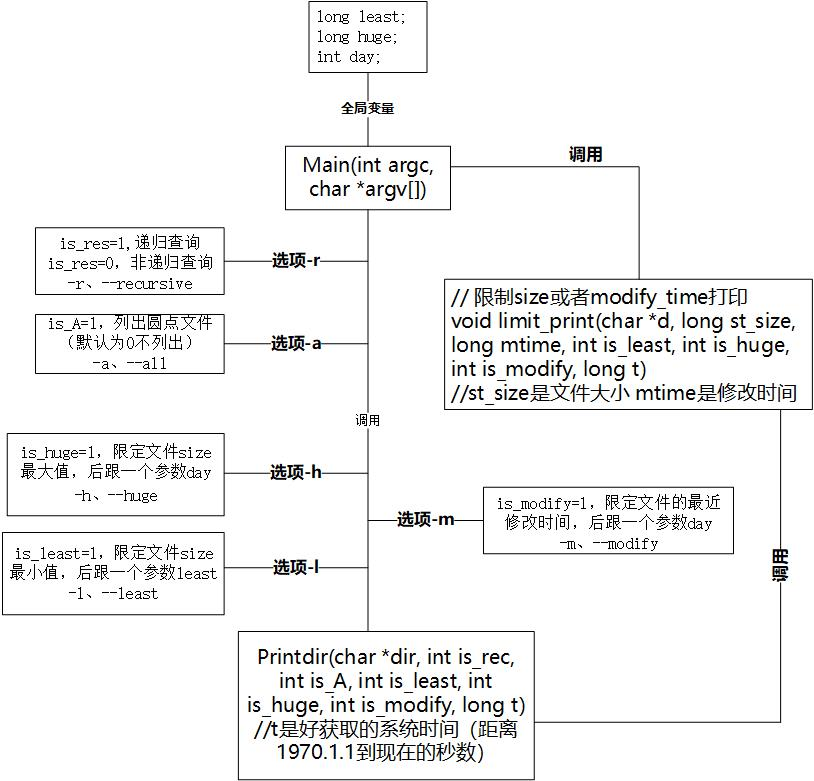 long least;
long huge;
int day;
全局变量
Main(int argc,
char *argv[])
调用
is_res=1,递归查询
is_res=0，非递归查询
-r、--recursive
选项-r
is_A=1，列出圆点文件
（默认为0不列出）
-a、--all
选项-a
// 限制size或者modify_time打印
void limit_print(char *d, long st_size,
long mtime, int is_least, int is_huge,
int is_modify, long t)
//st_size是文件大小 mtime是修改时间
调用
is_huge=1，限定文件size
最大值，后跟一个参数day
-h、--huge
选项-h
选项-m
is_modify=1，限定文件的最近
修改时间，后跟一个参数day
-m、--modify
is_least=1，限定文件size
最小值，后跟一个参数least
-l、--least
选项-l
调用
Printdir(char *dir, int is_rec,
int is_A, int is_least, int
is_huge, int is_modify, long t)
//t是好获取的系统时间（距离
1970.1.1到现在的秒数）